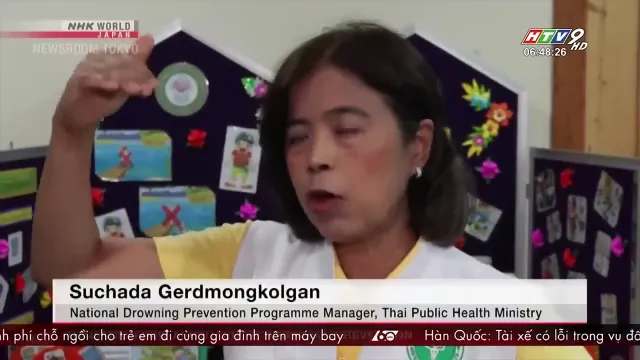 NHK WORLD
JAPAN
NEWSROOM TOKYO
HTV9 HD
06:48:26
Suchada Gerdmongkolgan
National Drowning Prevention Programme Manager, Thai Public Health Ministry
h phí chỗ ngồi cho trẻ em đi cùng gia đình trên máy bay
60
Hàn Quốc: Tài xế có lỗi trong vụ đ